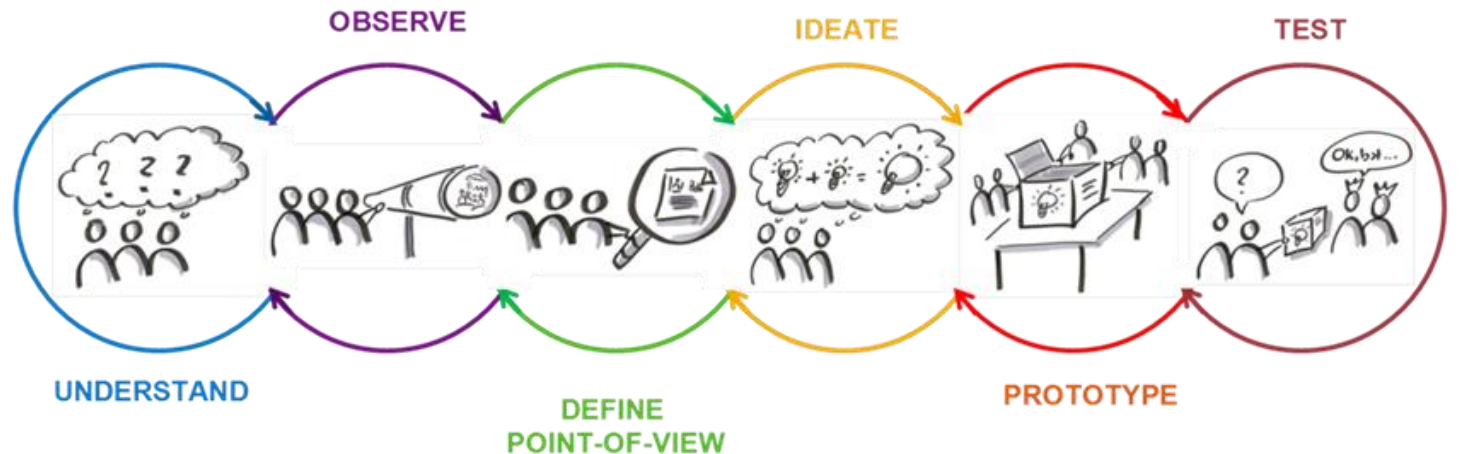 OBSERVE
IDEATE
TEST
? ? ?
+ =
?
UNDERSTAND
PROTOTYPE
DEFINE
POINT-OF-VIEW